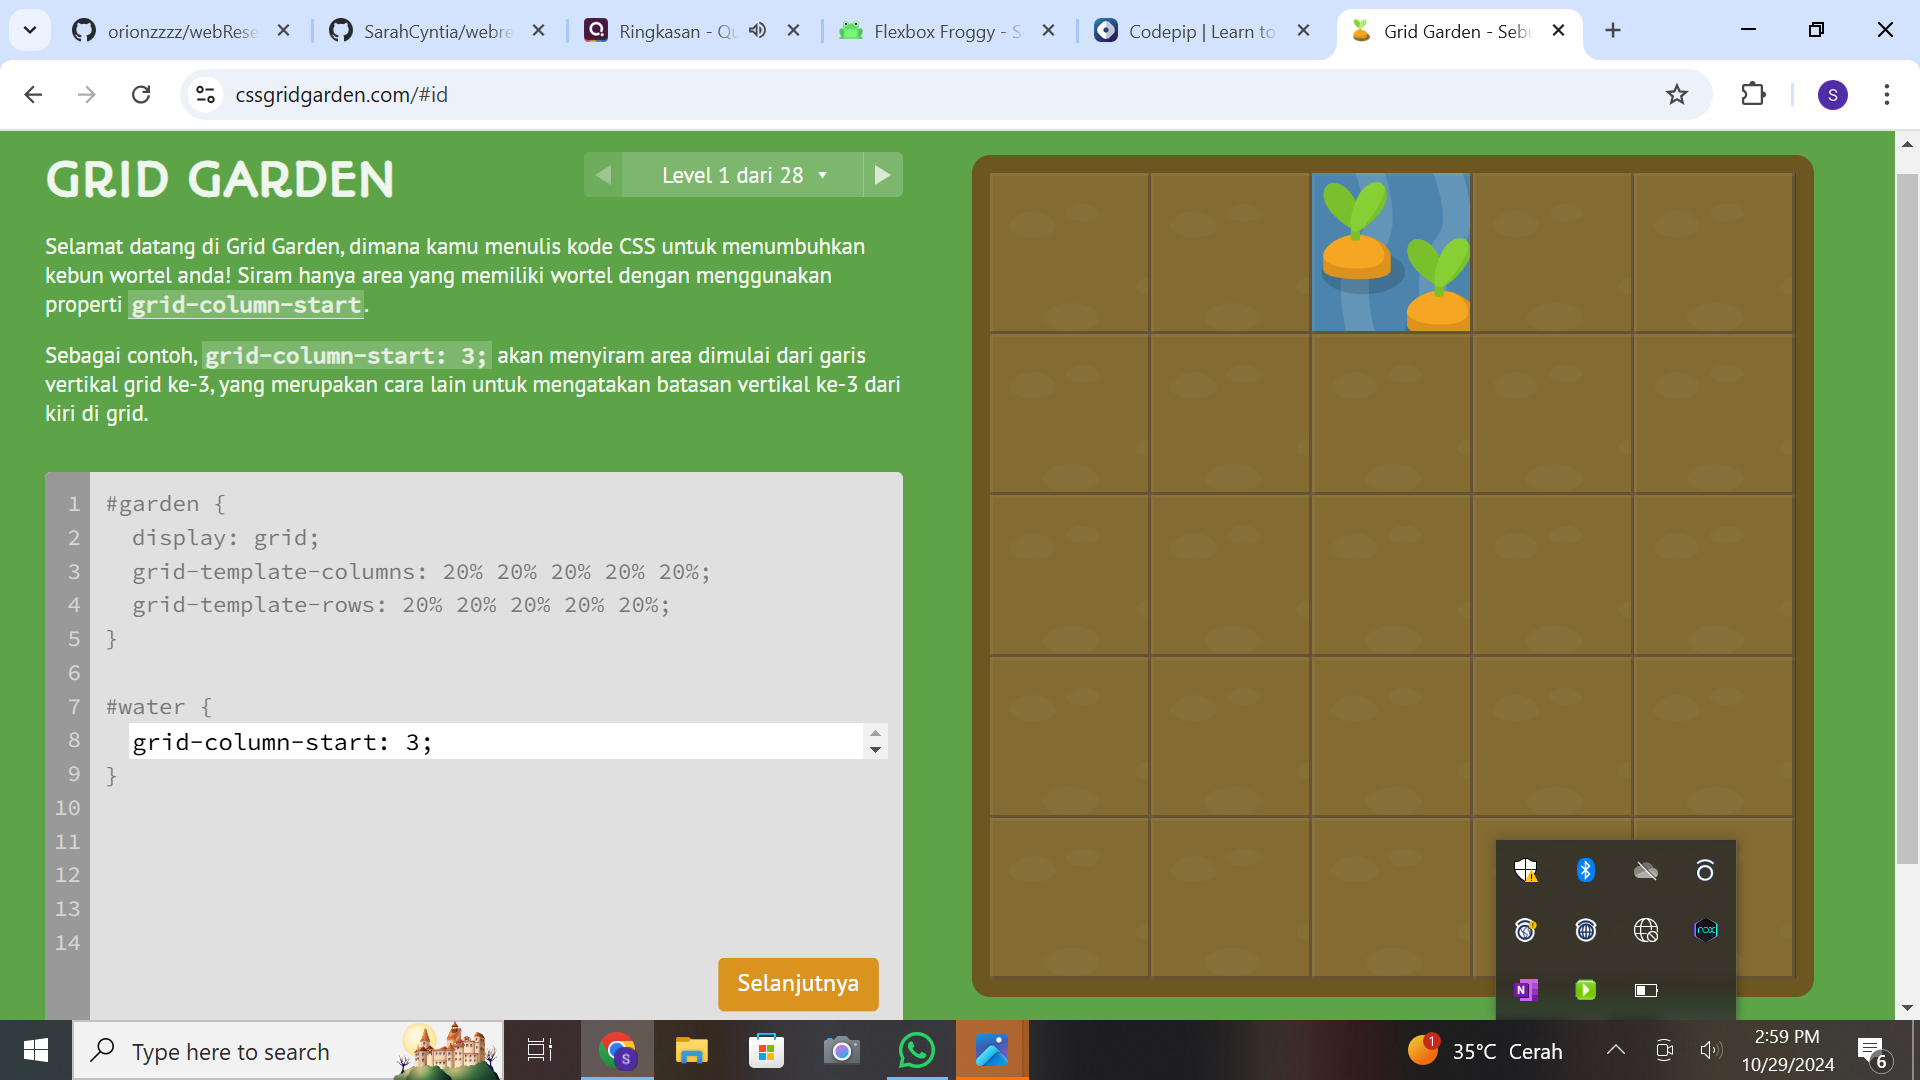 orionzzzz/webRese
SarahCyntia/webre
Ringkasan - Qu
Flexbox Froggy - S
Codepip | Learn to
Grid Garden - Sebu
cssgridgarden.com/#id
S
GRID GARDEN
Level 1 dari 28
Selamat datang di Grid Garden, dimana kamu menulis kode CSS untuk menumbuhkan
kebun wortel anda! Siram hanya area yang memiliki wortel dengan menggunakan
properti grid-column-start.
Sebagai contoh, grid-column-start: 3; akan menyiram area dimulai dari garis
vertikal grid ke-3, yang merupakan cara lain untuk mengatakan batasan vertikal ke-3 dari
kiri di grid.
1 #garden {
2 display: grid;
3 grid-template-columns: 20% 20% 20% 20% 20%;
4 grid-template-rows: 20% 20% 20% 20% 20%;
5 }
6
7 #water {
8 grid-column-start: 3;
9 }
10
11
12
13
14
Selanjutnya
nox
N
Type here to search
S
1
35°C Cerah
2:59 PM
10/29/2024
6